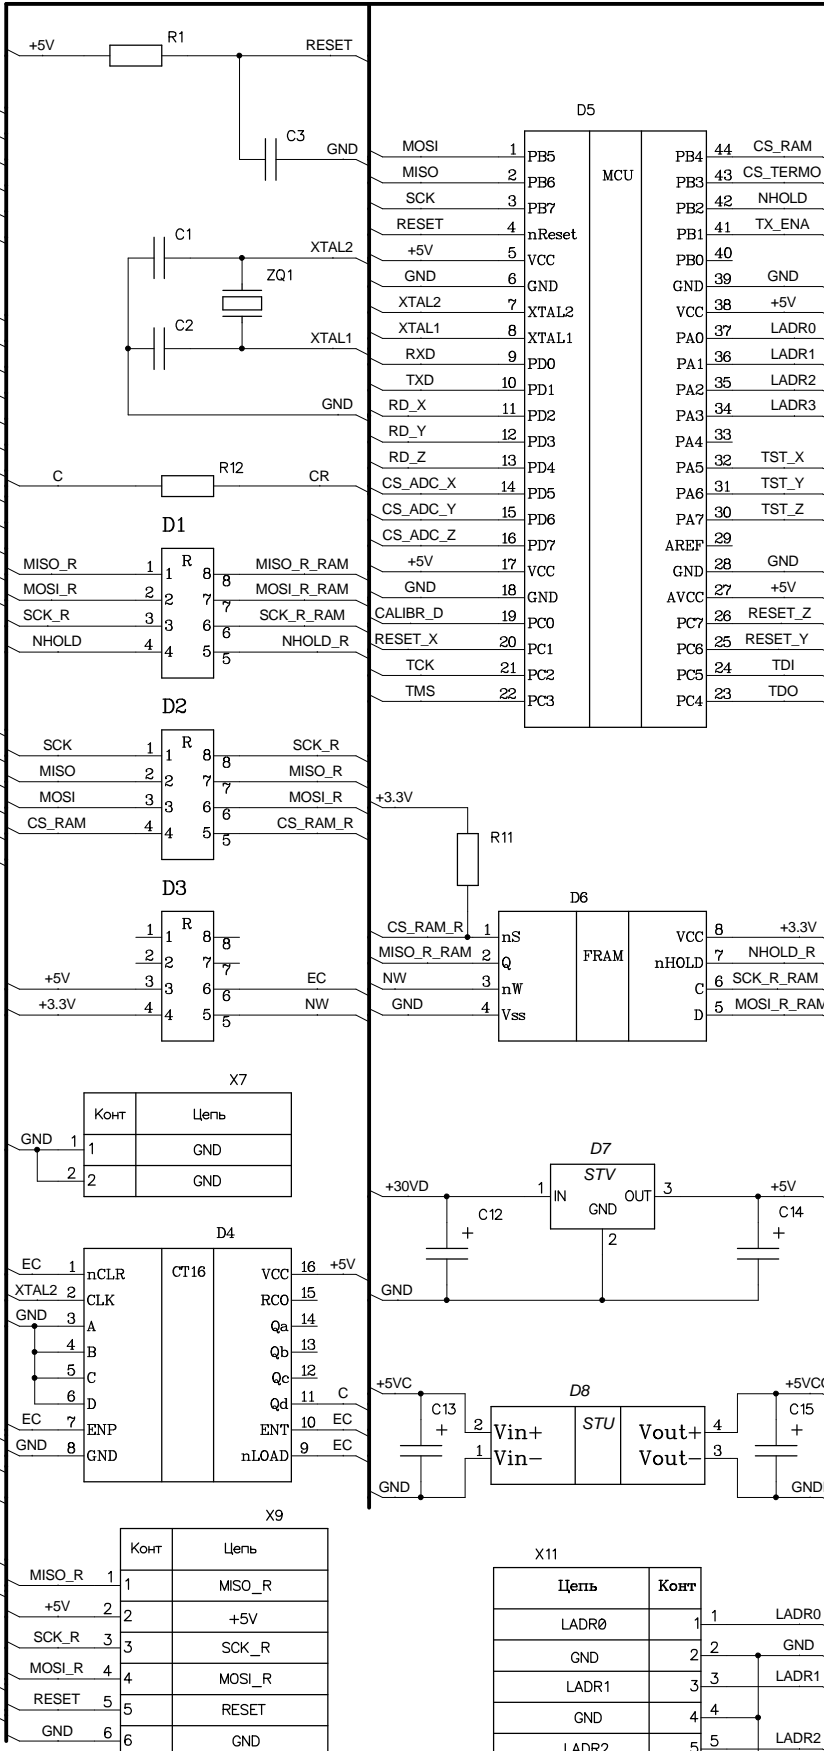 +5V R1 RESET
C3 GND
C1 XTAL2
ZQ1
C2 XTAL1
GND
C R12 CR
D1
R
MISO_R 1 1 8 8 MISO_R_RAM
MOSI_R 2 2 7 7 MOSI_R_RAM
SCK_R 3 3 6 6 SCK_R_RAM
NHOLD 4 4 5 5 NHOLD_R
D2
R
SCK 1 1 8 8 SCK_R
MISO 2 2 7 7 MISO_R
MOSI 3 3 6 6 MOSI_R
CS_RAM 4 4 5 5 CS_RAM_R
D3
R
1 1 8 8
2 2 7 7
+5V 3 3 6 6 EC
+3.3V 4 4 5 5 NW
X7
Конт Цепь
GND 1 1 GND
2 2 GND
D4
CT16
EC 1 nCLR VCC 16 +5V
XTAL2 2 CLK RCO 15
GND 3 A Qa 14
4 B Qb 13
5 C Qc 12
6 D Qd 11 C
EC 7 ENP ENT 10 EC
GND 8 GND nLOAD 9 EC
X9
Конт Цепь
MISO_R 1 1 MISO_R
+5V 2 2 +5V
SCK_R 3 3 SCK_R
MOSI_R 4 4 MOSI_R
RESET 5 5 RESET
GND 6 6 GND
D5
MCU
MOSI 1 PB5 PB4 44 CS_RAM
MISO 2 PB6 PB3 43 CS_TERMO
SCK 3 PB7 PB2 42 NHOLD
RESET 4 nReset PB1 41 TX_ENA
+5V 5 VCC PB0 40
GND 6 GND GND 39 GND
XTAL2 7 XTAL2 VCC 38 +5V
XTAL1 8 XTAL1 PA0 37 LADR0
RXD 9 PD0 PA1 36 LADR1
TXD 10 PD1 PA2 35 LADR2
RD_X 11 PD2 PA3 34 LADR3
RD_Y 12 PD3 PA4 33
RD_Z 13 PD4 PA5 32 TST_X
CS_ADC_X 14 PD5 PA6 31 TST_Y
CS_ADC_Y 15 PD6 PA7 30 TST_Z
CS_ADC_Z 16 PD7 AREF 29
+5V 17 VCC GND 28 GND
GND 18 GND AVCC 27 +5V
CALIBR_D 19 PC0 PC7 26 RESET_Z
RESET_X 20 PC1 PC6 25 RESET_Y
TCK 21 PC2 PC5 24 TDI
TMS 22 PC3 PC4 23 TDO
+3.3V
R11
D6
FRAM
CS_RAM_R 1 nS VCC 8 +3.3V
MISO_R_RAM 2 Q nHOLD 7 NHOLD_R
NW 3 nW C 6 SCK_R_RAM
GND 4 Vss D 5 MOSI_R_RAM
D7
STV
+30VD 1 IN OUT 3 +5V
GND
2
C12 + C14 +
GND
D8
STU
+5VC +5VC
C13 + C15 +
2 Vin+ Vout+ 4
1 Vin- Vout- 3
GND GND
X11
Цепь Конт
LADR0 1 1 LADR0
GND 2 2 GND
LADR1 3 3 LADR1
GND 4 4
LADR2 5 5 LADR2